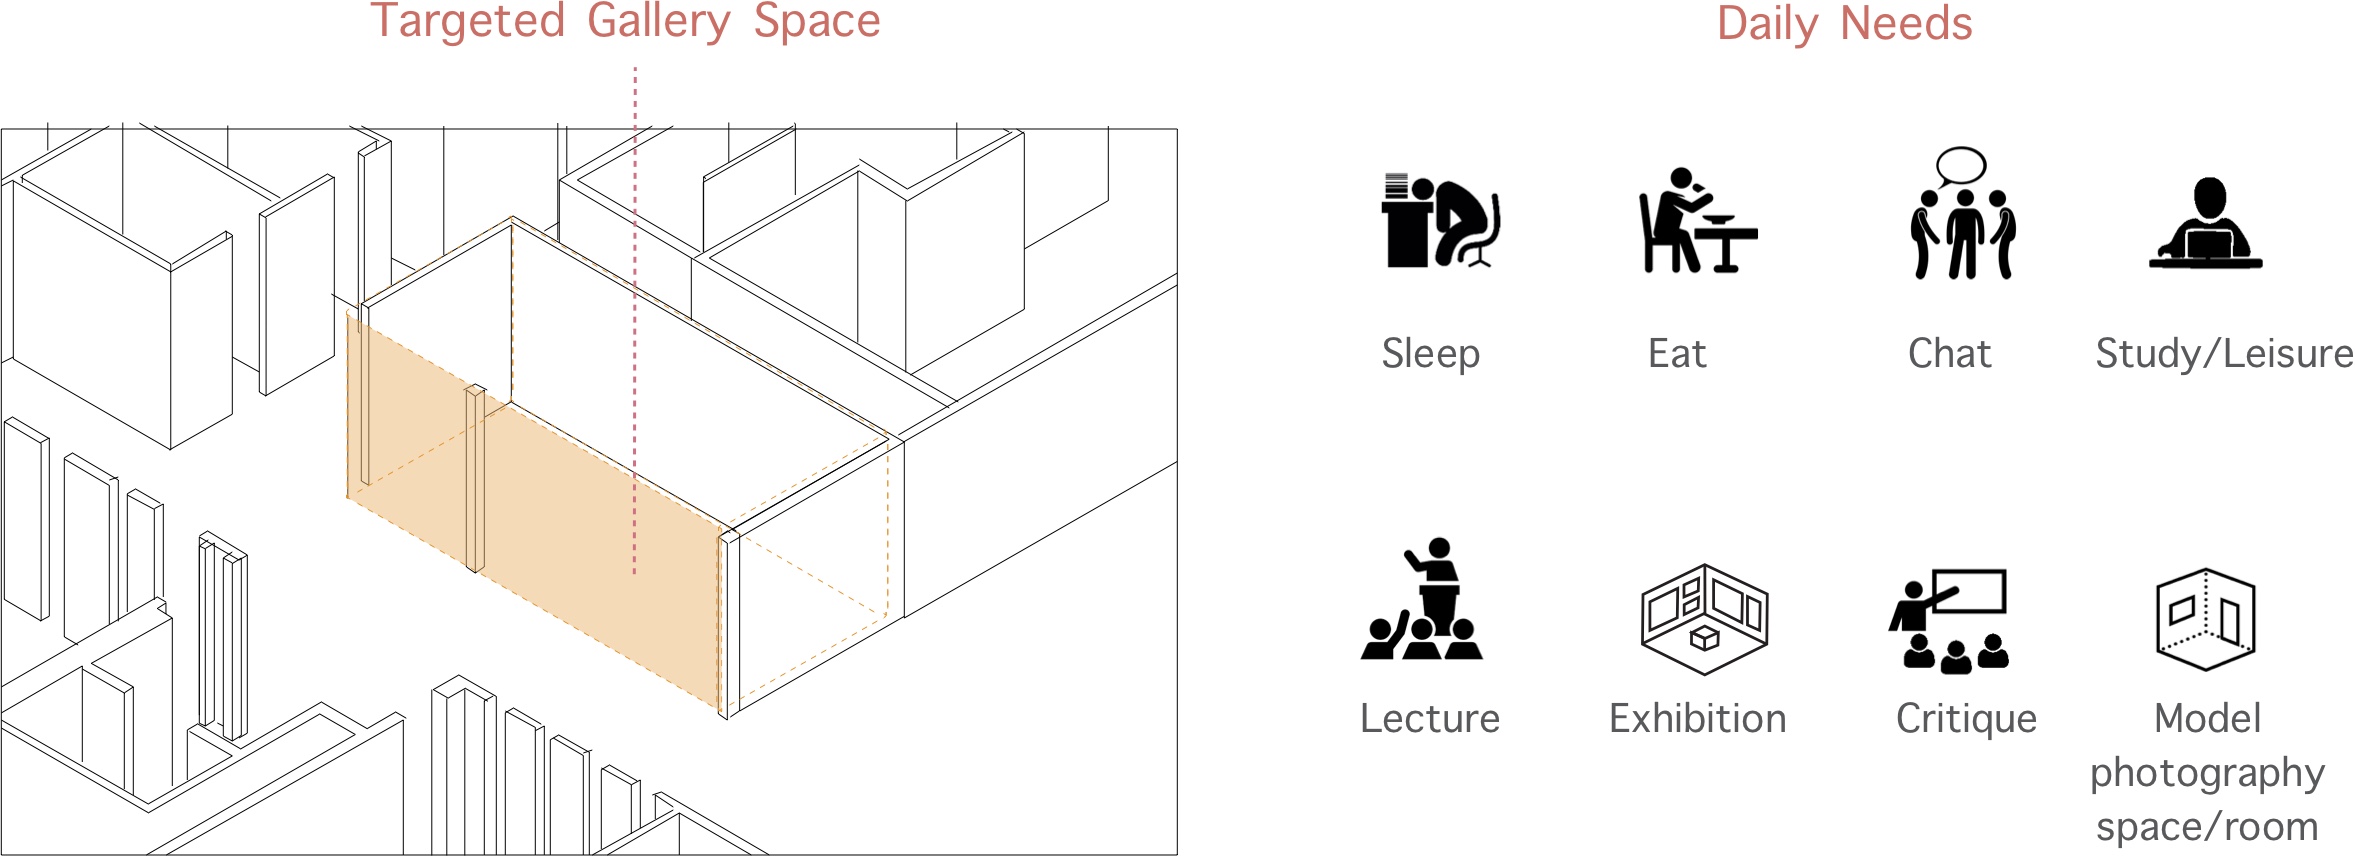 Targeted Gallery Space
Daily Needs
Sleep
Eat
Chat
Study/Leisure
Lecture
Exhibition
Critique
Model
photography
space/room